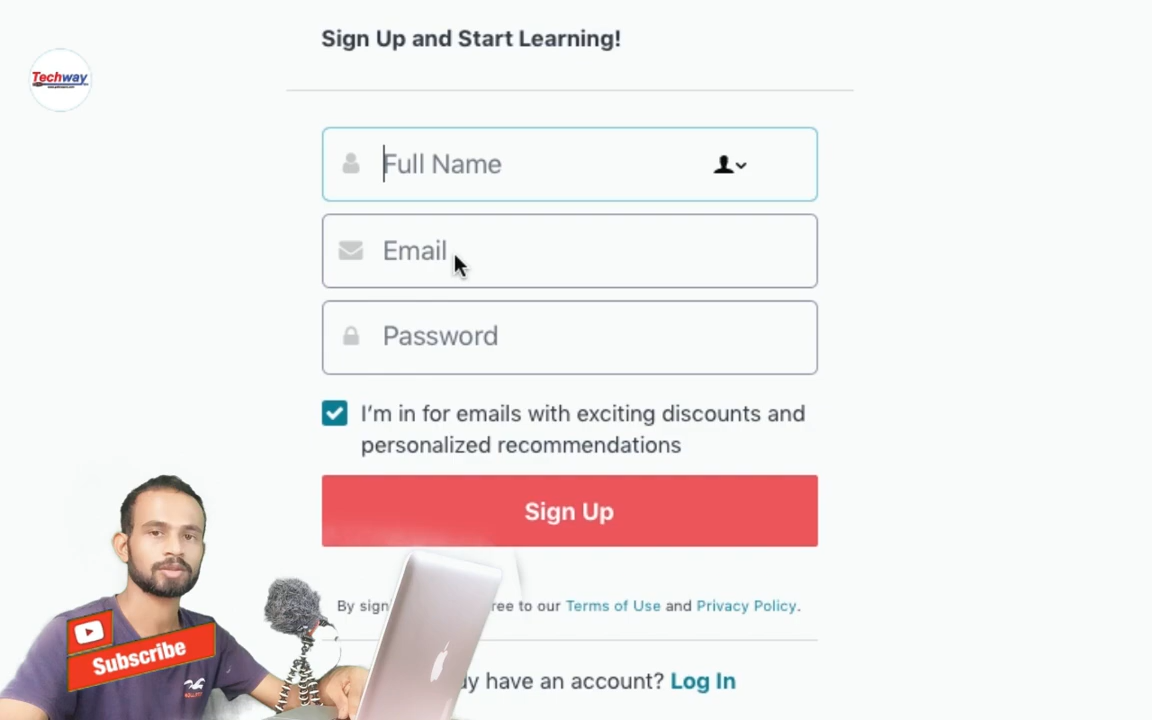 Sign Up and Start Learning!
Techway
Full Name
Email
Password
I'm in for emails with exciting discounts and
personalized recommendations
Sign Up
By sign ree to our Terms of Use and Privacy Policy.
Subscribe
y have an account? Log In